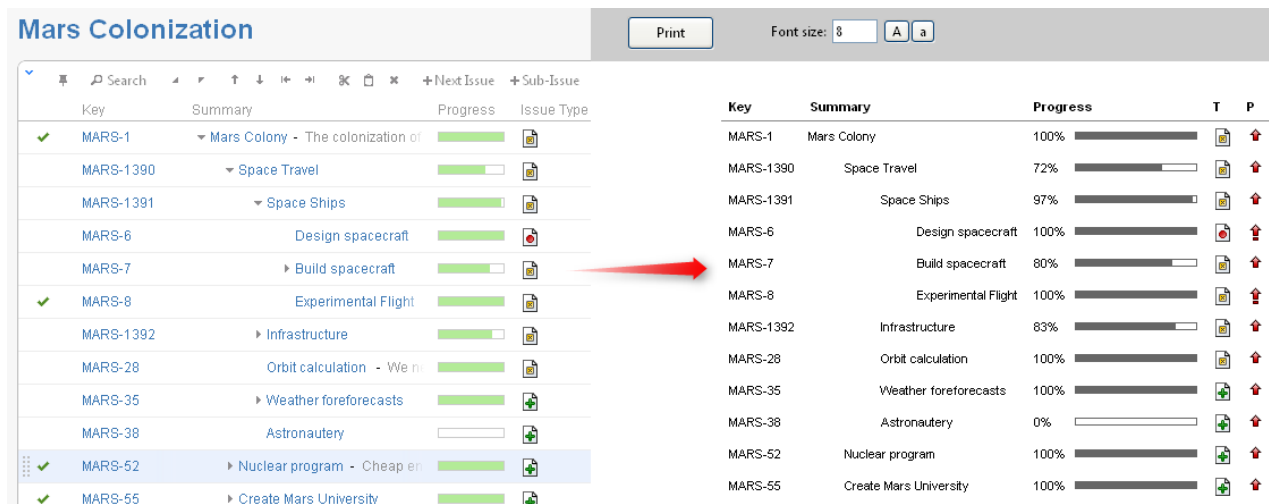 Mars Colonization
Print Font size: 8 A a
Search + Next Issue + Sub-Issue
Key Summary Progress Issue Type
MARS-1 Mars Colony - The colonization of
MARS-1390 Space Travel
MARS-1391 Space Ships
MARS-6 Design spacecraft
MARS-7 Build spacecraft
MARS-8 Experimental Flight
MARS-1392 Infrastructure
MARS-28 Orbit calculation - We n
MARS-35 Weather foreforecasts
MARS-38 Astronautery
MARS-52 Nuclear program - Cheap en
MARS-55 Create Mars University
Key Summary Progress T P
MARS-1 Mars Colony 100%
MARS-1390 Space Travel 72%
MARS-1391 Space Ships 97%
MARS-6 Design spacecraft 100%
MARS-7 Build spacecraft 80%
MARS-8 Experimental Flight 100%
MARS-1392 Infrastructure 83%
MARS-28 Orbit calculation 100%
MARS-35 Weather foreforecasts 100%
MARS-38 Astronautery 0%
MARS-52 Nuclear program 100%
MARS-55 Create Mars University 100%